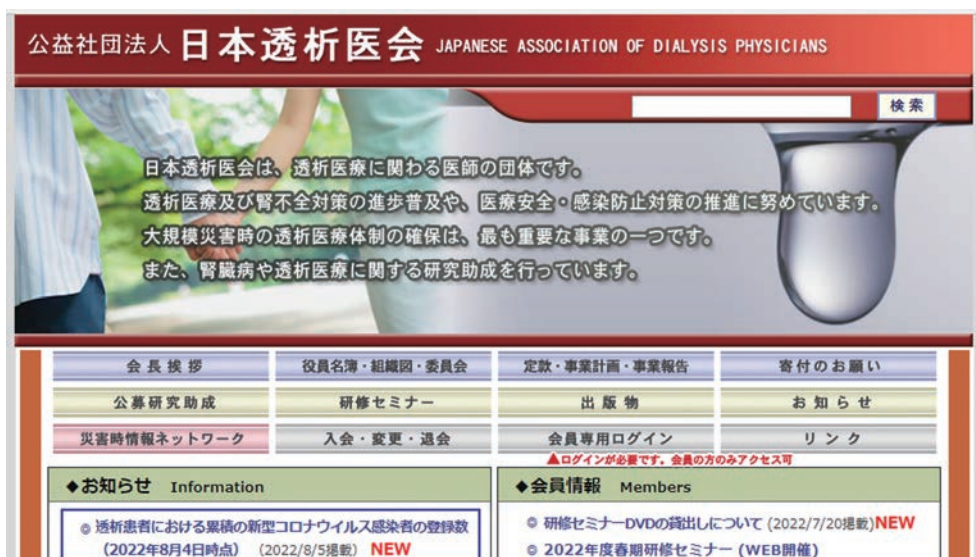 公益社団法人 日本透析医会 JAPANESE ASSOCIATION OF DIALYSIS PHYSICIANS
検索
日本透析医会は、透析医療に関わる医師の団体です。
透析医療及び腎不全対策の進歩普及や、医療安全・感染防止対策の推進に努めています。
大規模災害時の透析医療体制の確保は、最も重要な事業の一つです。
また、腎臓病や透析医療に関する研究助成を行っています。
会長挨拶 役員名簿・組織図・委員会 定款・事業計画・事業報告 寄付のお願い
公募研究助成 研修セミナー 出版物 お知らせ
災害時情報ネットワーク 入会・変更・退会 会員専用ログイン リンク
▲ログインが必要です。会員の方のみアクセス可
◆お知らせ Information
◎ 透析患者における累積の新型コロナウイルス感染者の登録数
(2022年8月4日時点) (2022/8/5掲載) NEW
◆会員情報 Members
◎ 研修セミナーDVDの貸出しについて (2022/7/20掲載)NEW
◎ 2022年度春期研修セミナー (WEB開催)